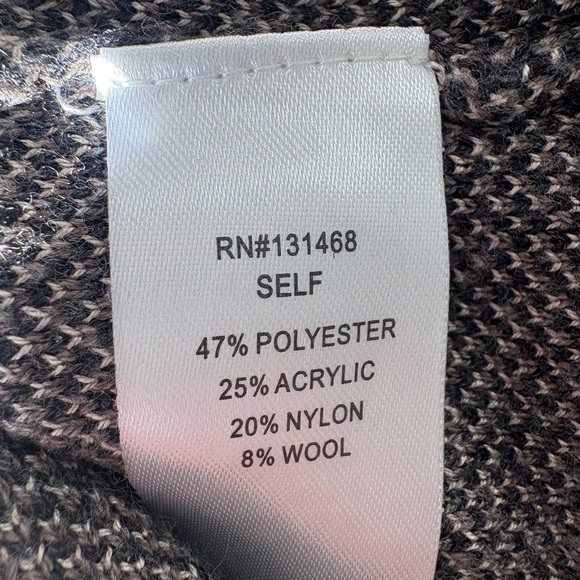 RN#131468
SELF
47% POLYESTER
25% ACRYLIC
20% NYLON
8% WOOL